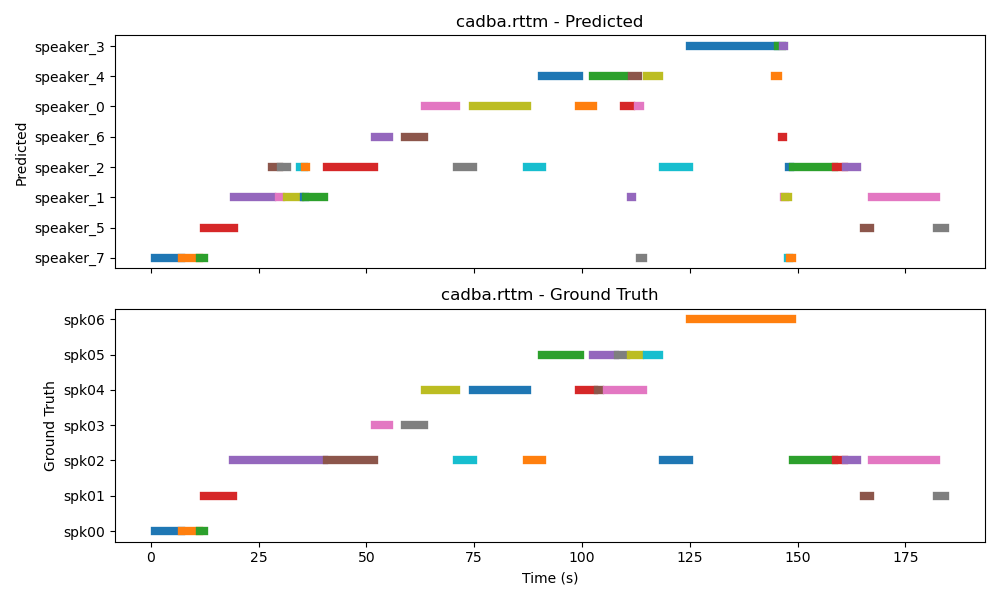 cadba.rttm - Predicted
speaker_3
speaker_4
speaker_0
speaker_6
speaker_2
speaker_1
speaker_5
speaker_7
Predicted
cadba.rttm - Ground Truth
spk06
spk05
spk04
spk03
spk02
spk01
spk00
Ground Truth
0 25 50 75 100 125 150 175
Time (s)